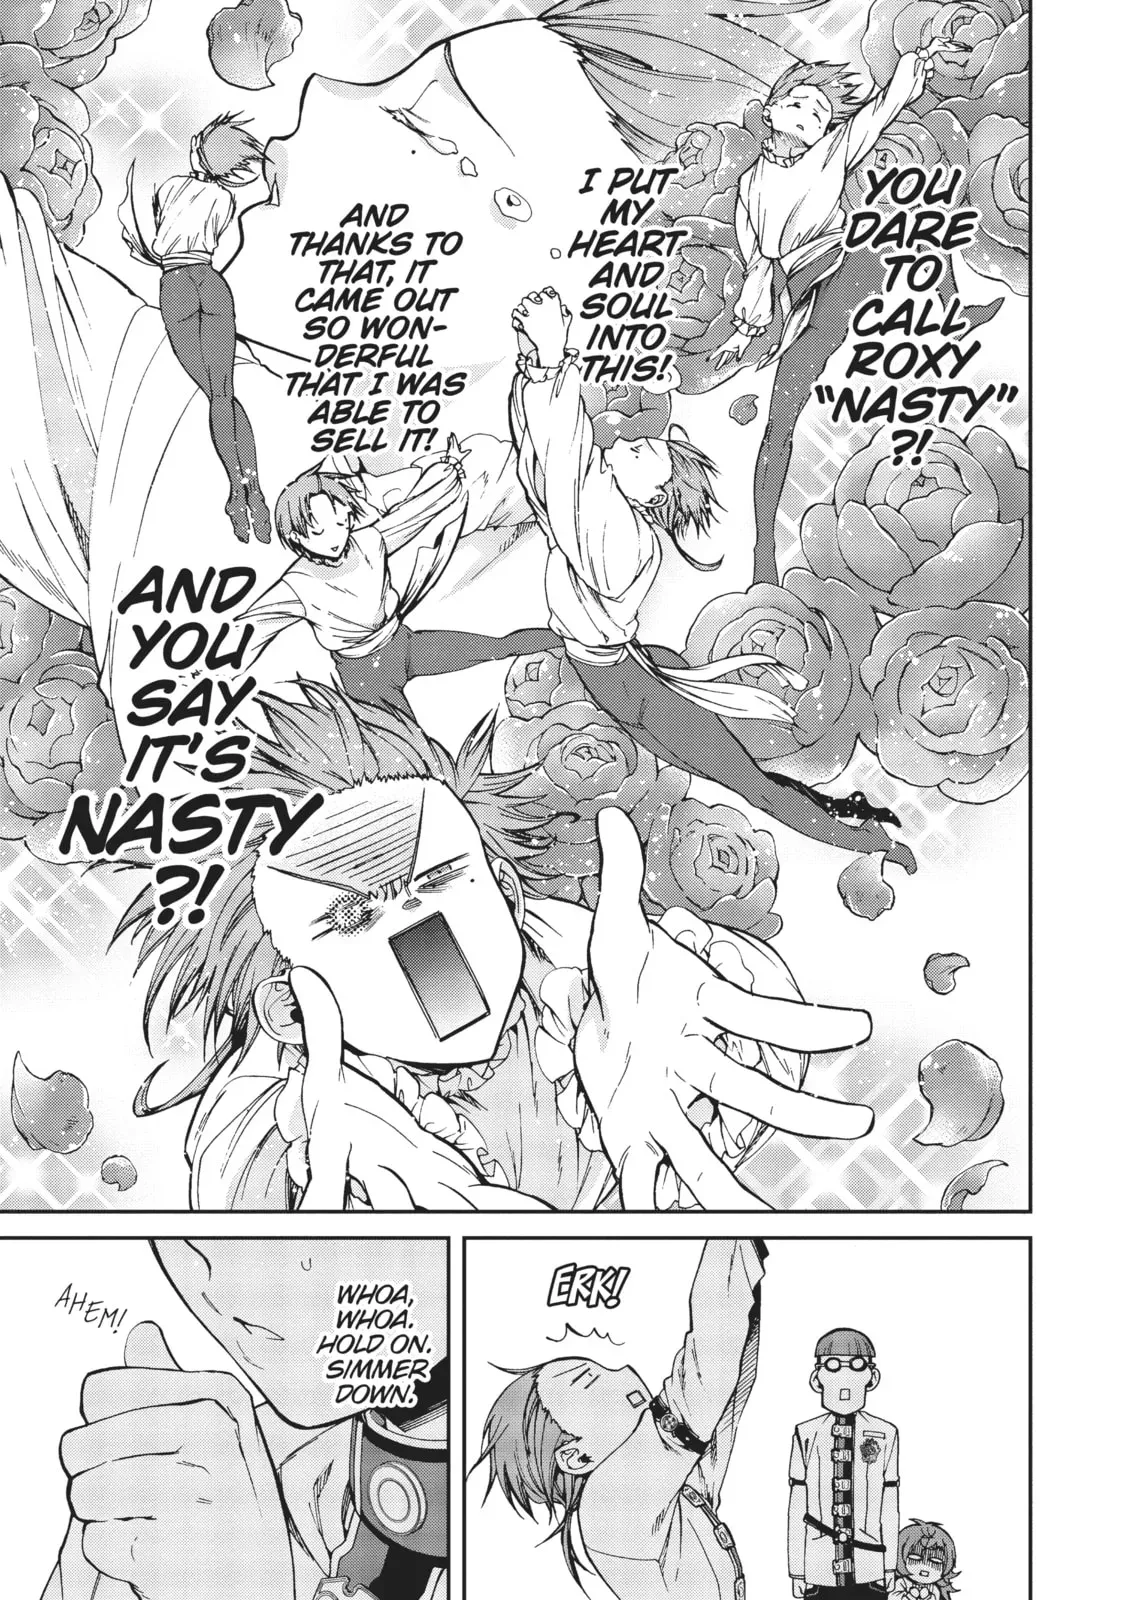 YOU
DARE
TO
CALL
ROXY
"NASTY"
?!
I PUT
MY
HEART
AND
SOUL
INTO
THIS!
AND
THANKS TO
THAT, IT
CAME OUT
SO WON-
DERFUL
THAT I WAS
ABLE TO
SELL IT!
AND
YOU
SAY
IT'S
NASTY
?!
ERK!
WHOA,
WHOA.
HOLD ON.
SIMMER
DOWN.
AHEM!